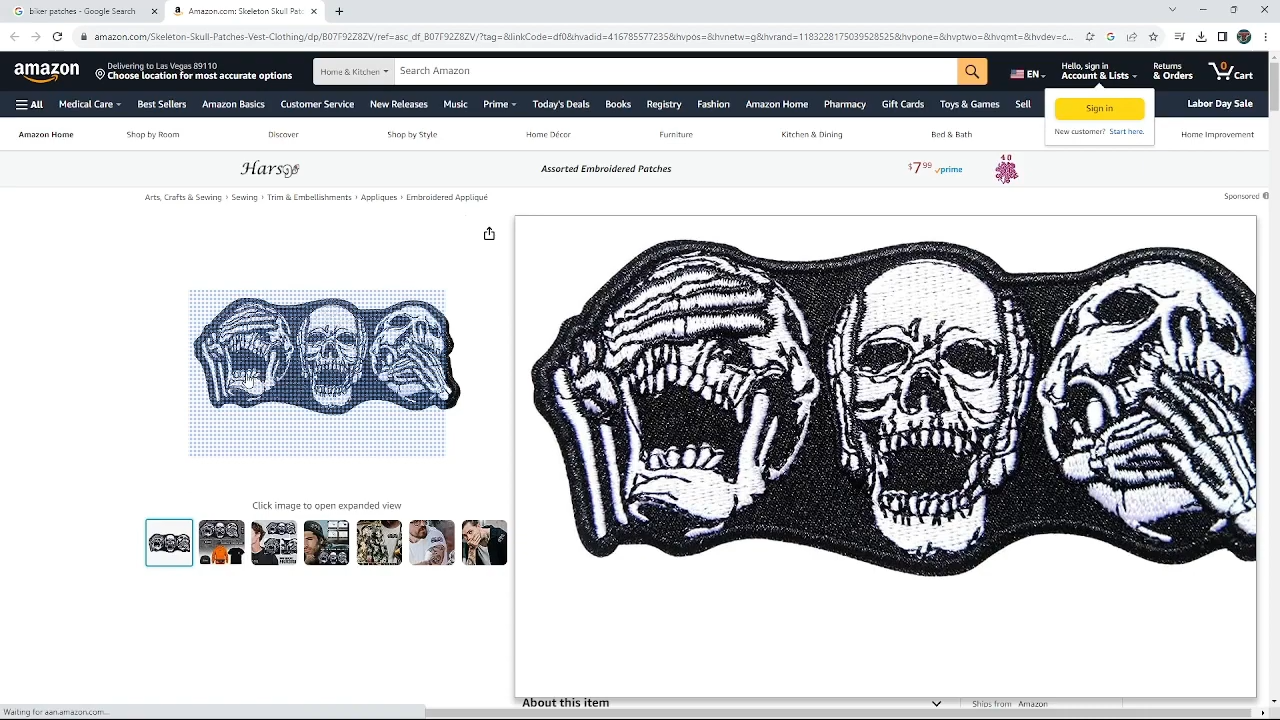 biker patches - Google Search
Amazon.com: Skeleton Skull Patc
amazon.com/Skeleton-Skull-Patches-Vest-Clothing/dp/B07F92Z8ZV/ref=asc_df_B07F92Z8ZV/?tag=&linkCode=df0&hvadid=416785577235&hvpos=&hvnetw=g&hvrand=1183228175039528525&hvpone=&hvptwo=&hvqmt=&hvdev=c...
amazon
Delivering to Las Vegas 89110
Choose location for most accurate options
Home & Kitchen
Search Amazon
EN
Hello, sign in
Account & Lists
Returns
& Orders
0
Cart
All
Medical Care
Best Sellers
Amazon Basics
Customer Service
New Releases
Music
Prime
Today's Deals
Books
Registry
Fashion
Amazon Home
Pharmacy
Gift Cards
Toys & Games
Sell
Labor Day Sale
Sign in
New customer? Start here.
Amazon Home
Shop by Room
Discover
Shop by Style
Home Décor
Furniture
Kitchen & Dining
Bed & Bath
Home Improvement
Assorted Embroidered Patches
$7 99
prime
40
Arts, Crafts & Sewing › Sewing › Trim & Embellishments › Appliques › Embroidered Appliqué
Sponsored
Click image to open expanded view
About this item
Ships from Amazon
Waiting for aan.amazon.com...